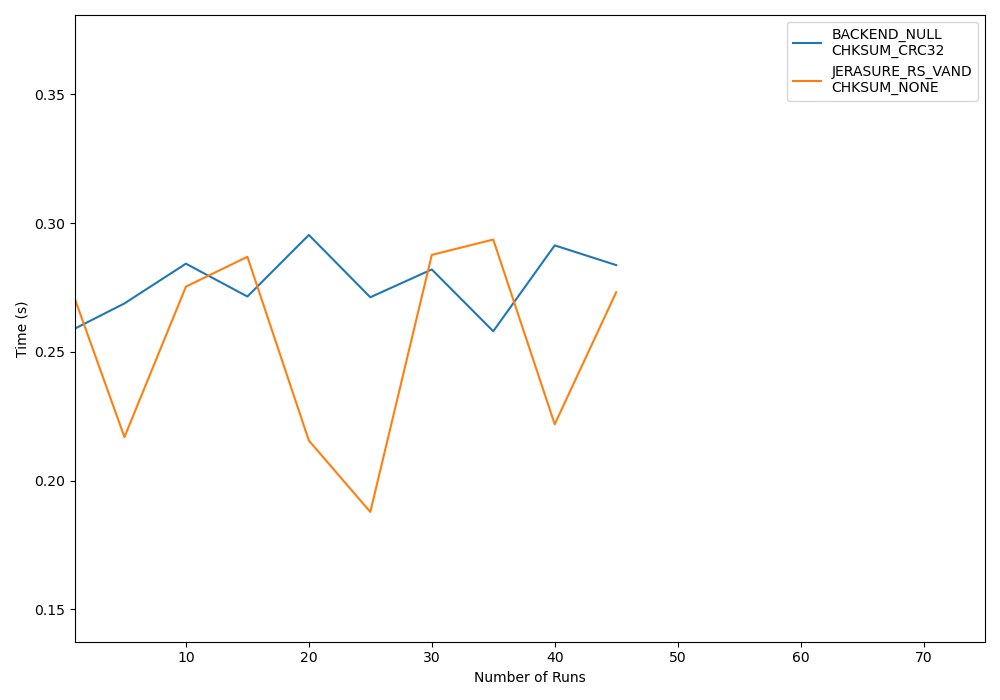 BACKEND_NULL
CHKSUM_CRC32
JERASURE_RS_VAND
CHKSUM_NONE
0.35
0.30
0.25
0.20
0.15
Time (s)
10 20 30 40 50 60 70
Number of Runs